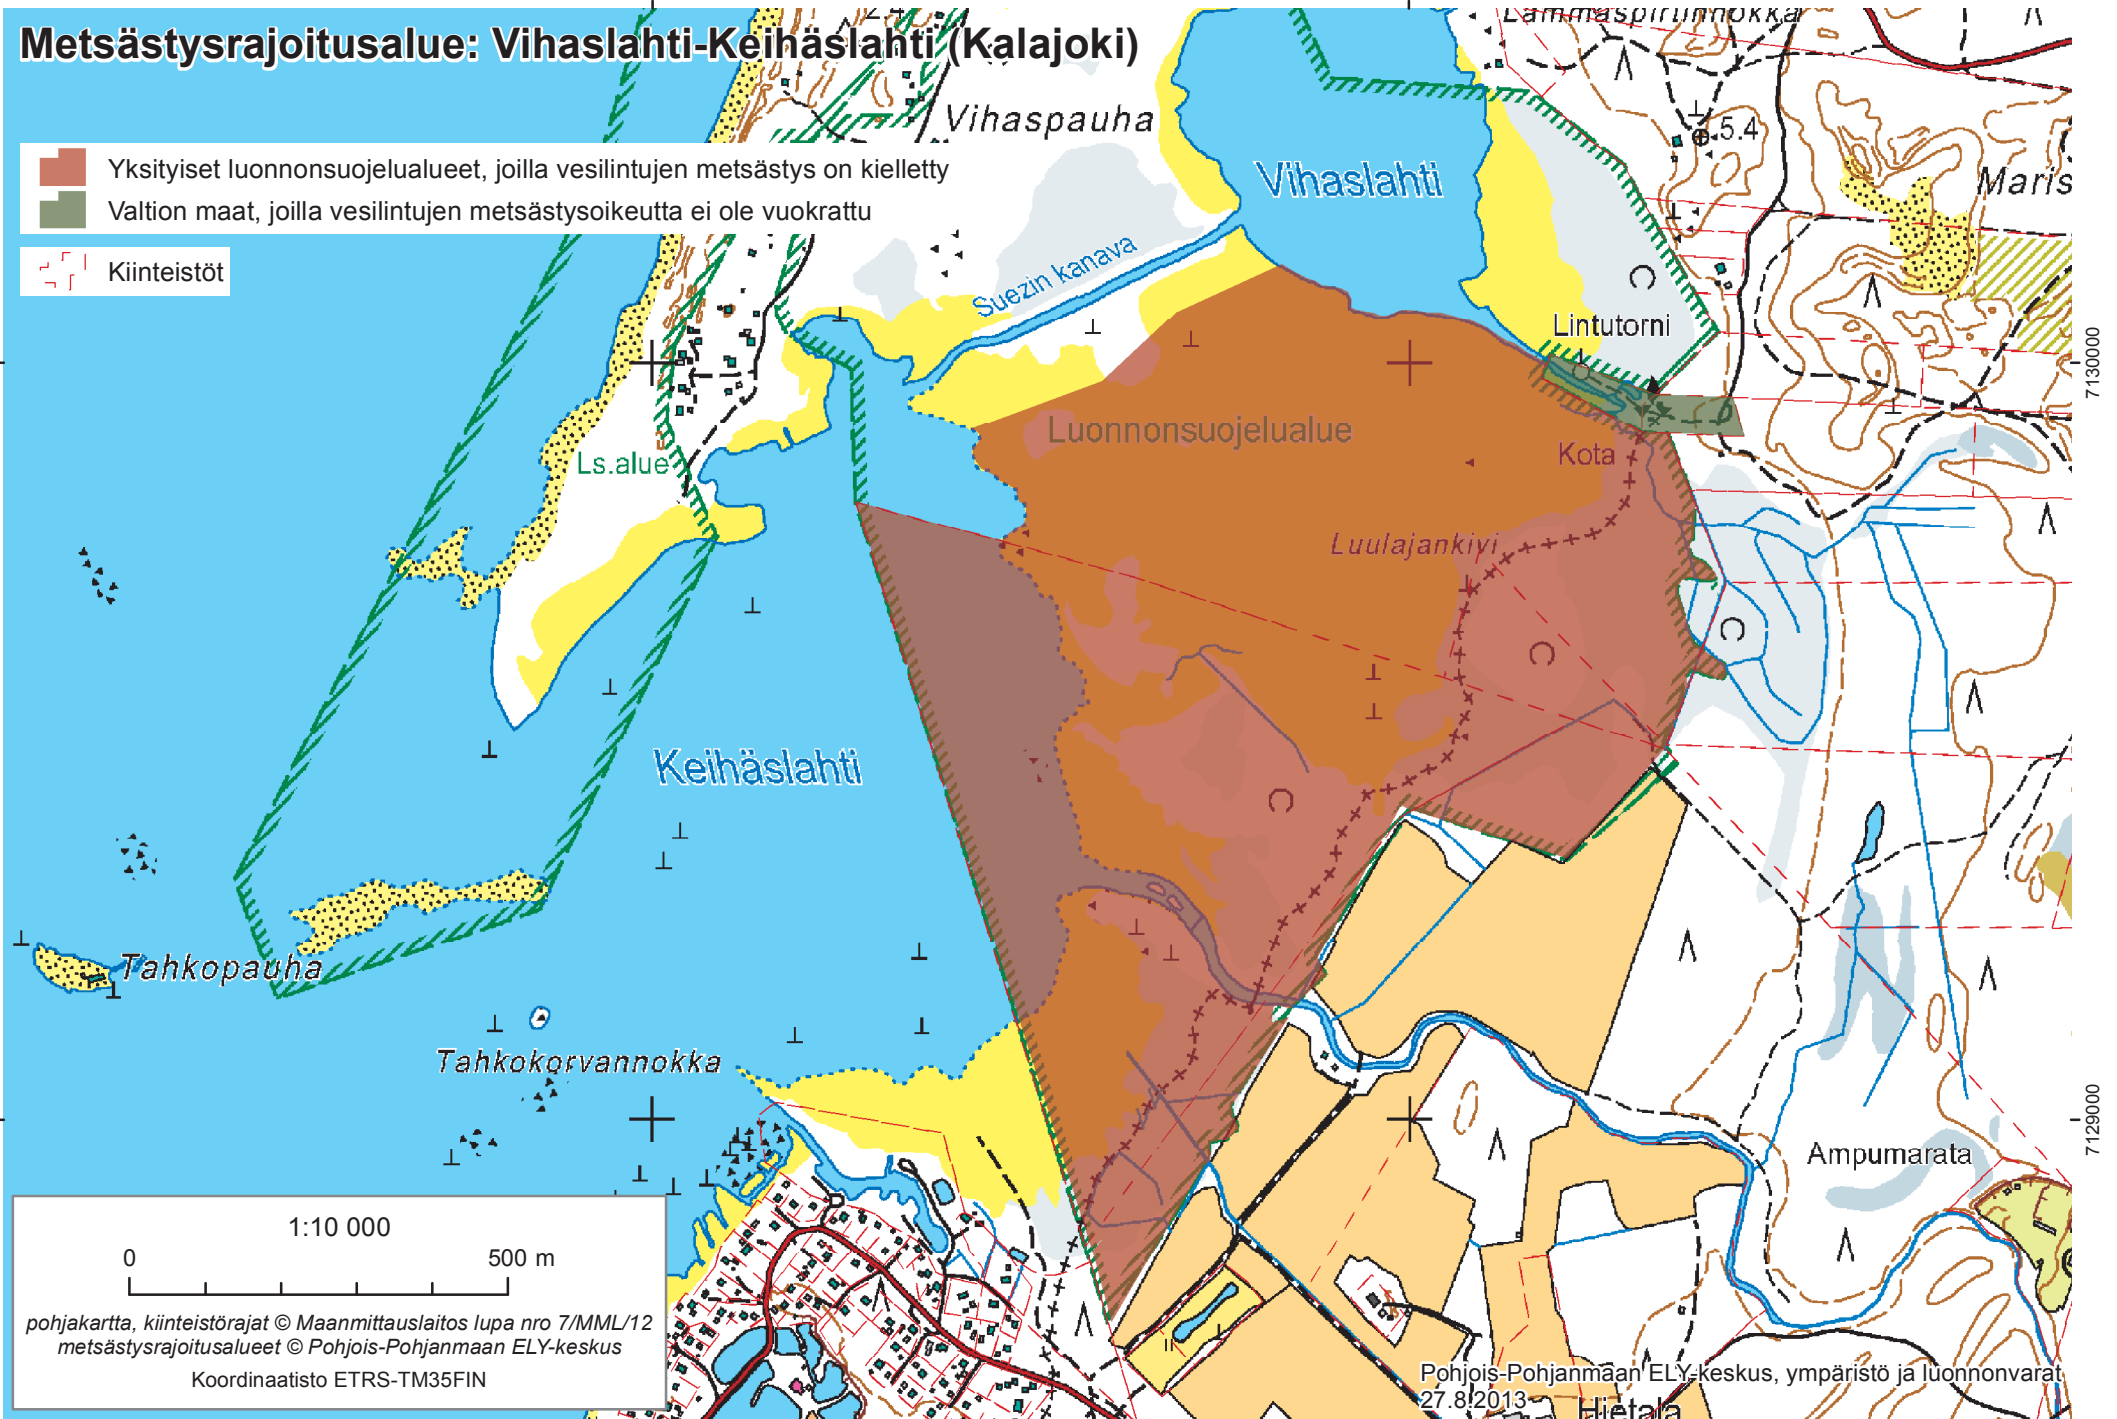 Metsästysrajoitusalue: Vihaslahti-Keihäslahti (Kalajoki)
2.4
Lammaspirtinnokka
Vihaspauha
5.4
Yksityiset luonnonsuojelualueet, joilla vesilintujen metsästys on kielletty
Valtion maat, joilla vesilintujen metsästysoikeutta ei ole vuokrattu
Kiinteistöt
Vihaslahti
Maris
Suezin kanava
Lintutorni
7130000
Luonnonsuojelualue
Kota
Ls.alue
Luulajankivi
Keihäslahti
Tahkopauha
Tahkokorvannokka
7129000
Ampumarata
1:10 000
0 500 m
pohjakartta, kiinteistörajat © Maanmittauslaitos lupa nro 7/MML/12
metsästysrajoitusalueet © Pohjois-Pohjanmaan ELY-keskus
Koordinaatisto ETRS-TM35FIN
Pohjois-Pohjanmaan ELY-keskus, ympäristö ja luonnonvarat
27.8.2013
Hietala